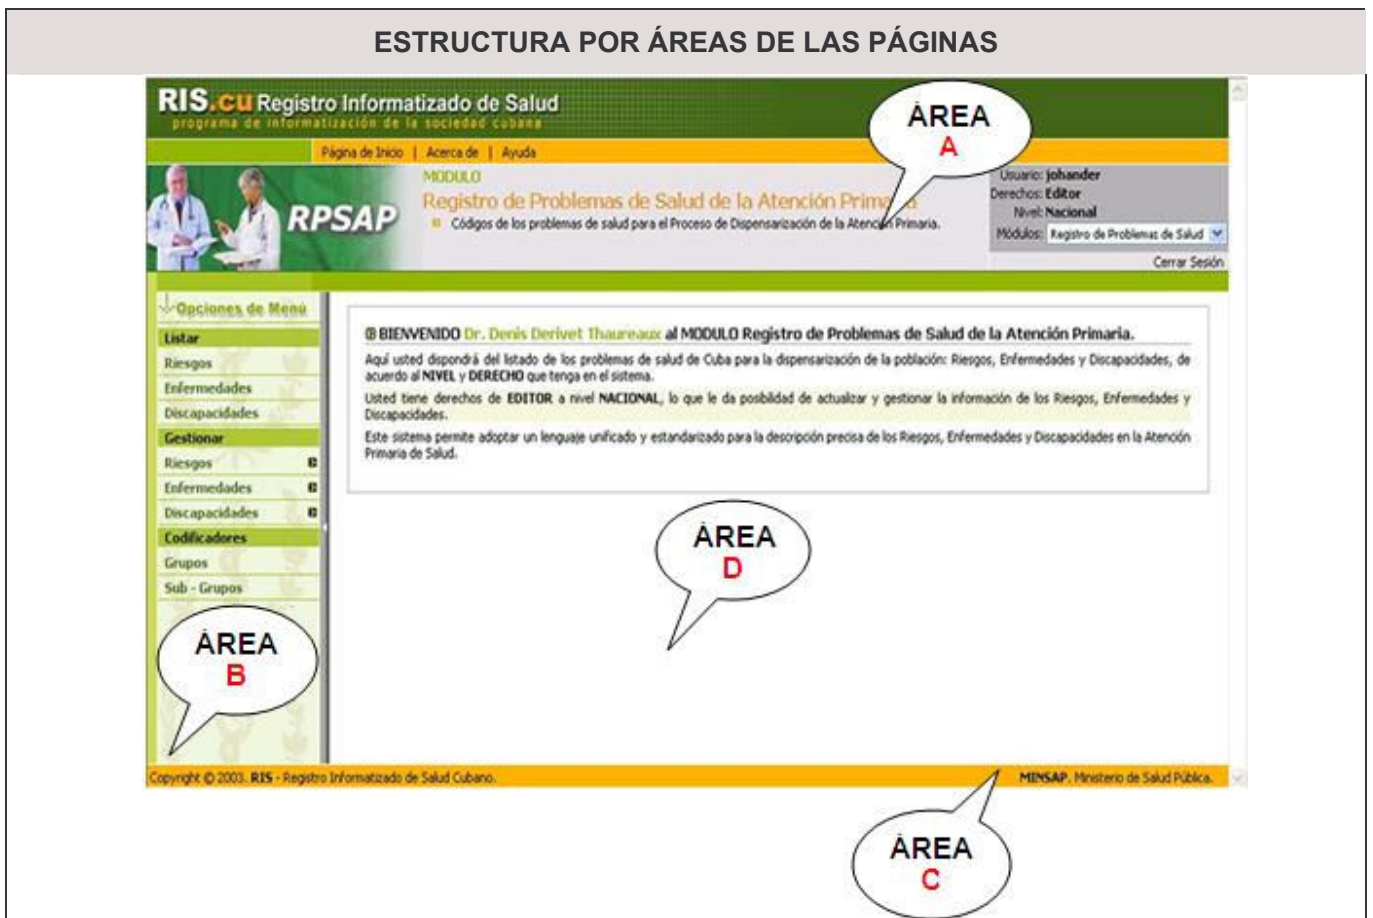 ESTRUCTURA POR ÁREAS DE LAS PÁGINAS
RIS.cu Registro Informatizado de Salud
programa de informatización de la sociedad cubana
ÁREA
A
Página de Inicio | Acerca de | Ayuda
MODULO
Registro de Problemas de Salud de la Atención Prim
Códigos de los problemas de salud para el Proceso de Dispensarización de la Atención Primaria.
RPSAP
Usuario: johander
Derechos: Editor
Nivel: Nacional
Módulos: Registro de Problemas de Salud
Cerrar Sesión
Opciones de Menú
Listar
Riesgos
Enfermedades
Discapacidades
Gestionar
Riesgos
Enfermedades
Discapacidades
Codificadores
Grupos
Sub - Grupos
BIENVENIDO Dr. Denis Derivet Thaureaux al MODULO Registro de Problemas de Salud de la Atención Primaria.
Aquí usted dispondrá del listado de los problemas de salud de Cuba para la dispensarización de la población: Riesgos, Enfermedades y Discapacidades, de
acuerdo al NIVEL y DERECHO que tenga en el sistema.
Usted tiene derechos de EDITOR a nivel NACIONAL, lo que le da posbilidad de actualizar y gestionar la información de los Riesgos, Enfermedades y
Discapacidades.
Este sistema permite adoptar un lenguaje unificado y estandarizado para la descripción precisa de los Riesgos, Enfermedades y Discapacidades en la Atención
Primaria de Salud.
ÁREA
D
ÁREA
B
Copyright © 2003. RIS - Registro Informatizado de Salud Cubano.
MINSAP. Ministerio de Salud Pública.
ÁREA
C